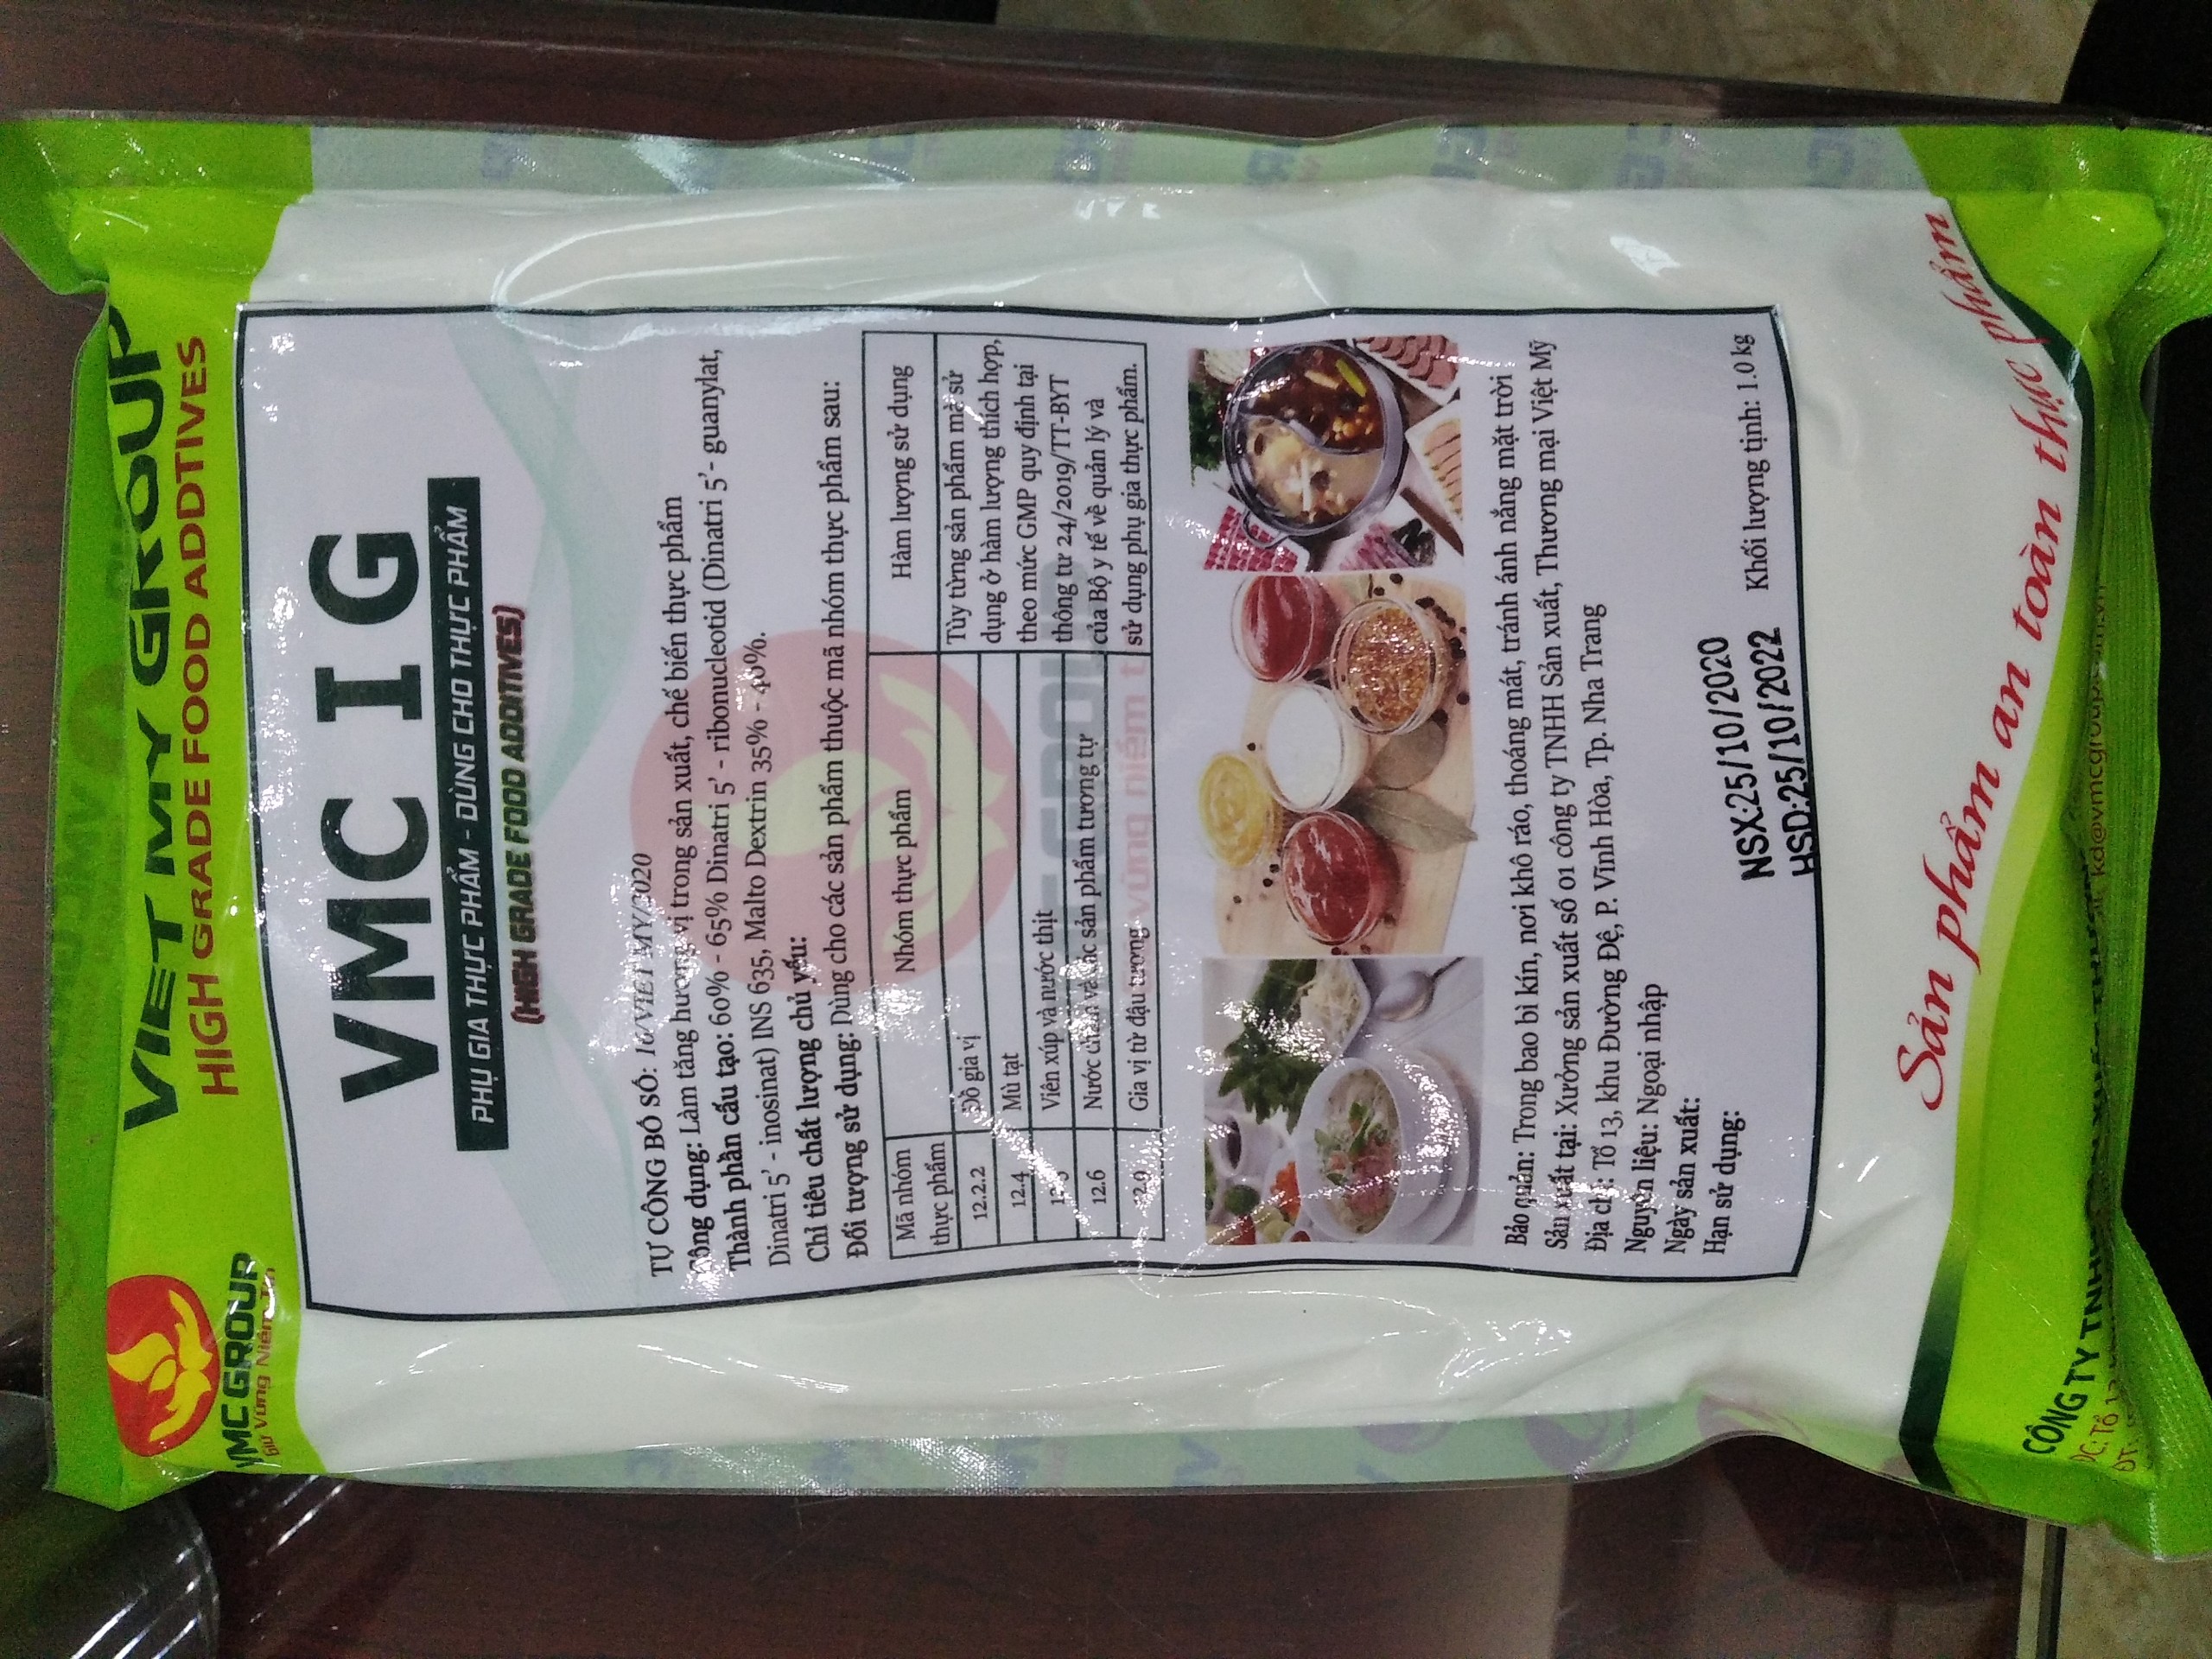 VIET MY GROUP
HIGH GRADE FOOD ADDTIVES
VMC GROUP
Giữ Vững Niềm Tin
VMC I G
PHỤ GIA THỰC PHẨM - DÙNG CHO THỰC PHẨM
(HIGH GRADE FOOD ADDITIVES)
TỰ CÔNG BỐ SỐ: 16/VIET MY/2020
Công dụng: Làm tăng hương vị trong sản xuất, chế biến thực phẩm
Thành phần cấu tạo: 60% - 65% Dinatri 5' - ribonucleotid (Dinatri 5'- guanylat,
Dinatri 5' - inosinat) INS 635, Malto Dextrin 35% - 40%.
Chỉ tiêu chất lượng chủ yếu:
Đối tượng sử dụng: Dùng cho các sản phẩm thuộc mã nhóm thực phẩm sau:
Mã nhóm thực phẩm Nhóm thực phẩm Hàm lượng sử dụng
12.2.2 Đồ gia vị
12.4 Mù tạt
Viên xúp và nước thịt
12.6 Nước chấm và các sản phẩm tương tự
12.9 Gia vị từ đậu tương
Tùy từng sản phẩm mà sử
dụng ở hàm lượng thích hợp,
theo mức GMP quy định tại
thông tư 24/2019/TT-BYT
của Bộ y tế về quản lý và
sử dụng phụ gia thực phẩm.
Bảo quản: Trong bao bì kín, nơi khô ráo, thoáng mát, tránh ánh nắng mặt trời
Sản xuất tại: Xưởng sản xuất số 01 công ty TNHH Sản xuất, Thương mại Việt Mỹ
Địa chỉ: Tổ 13, khu Đường Đệ, P. Vĩnh Hòa, Tp. Nha Trang
Nguyên liệu: Ngoại nhập
Ngày sản xuất: NSX:25/10/2020
Hạn sử dụng: HSD:25/10/2022
Khối lượng tịnh: 1.0 kg
Sản phẩm an toàn thực phẩm
CÔNG TY TNHH